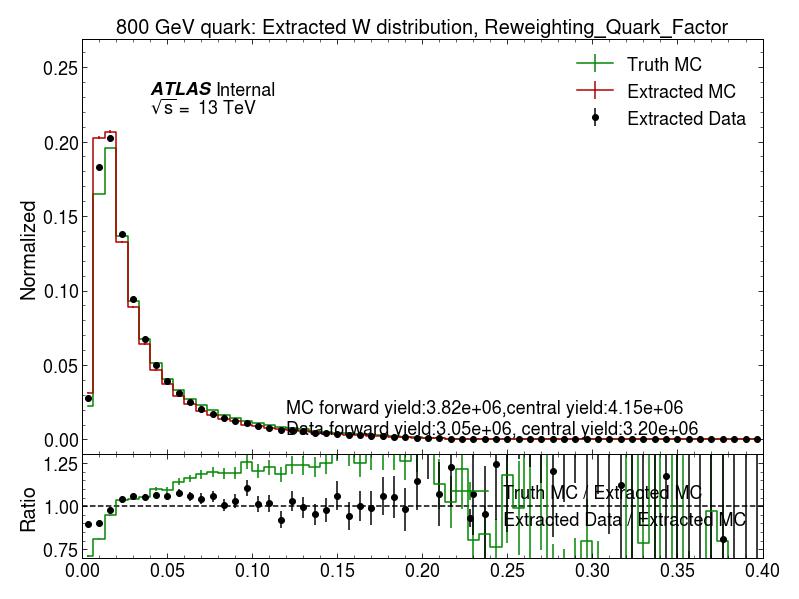 800 GeV quark: Extracted W distribution, Reweighting_Quark_Factor
0.25
0.20
0.15
0.10
0.05
0.00
Normalized
ATLAS Internal
√s = 13 TeV
Truth MC
Extracted MC
Extracted Data
MC forward yield:3.82e+06,central yield:4.15e+06
Data forward yield:3.05e+06, central yield:3.20e+06
1.25
1.00
0.75
Ratio
Truth MC / Extracted MC
Extracted Data / Extracted MC
0.00 0.05 0.10 0.15 0.20 0.25 0.30 0.35 0.40